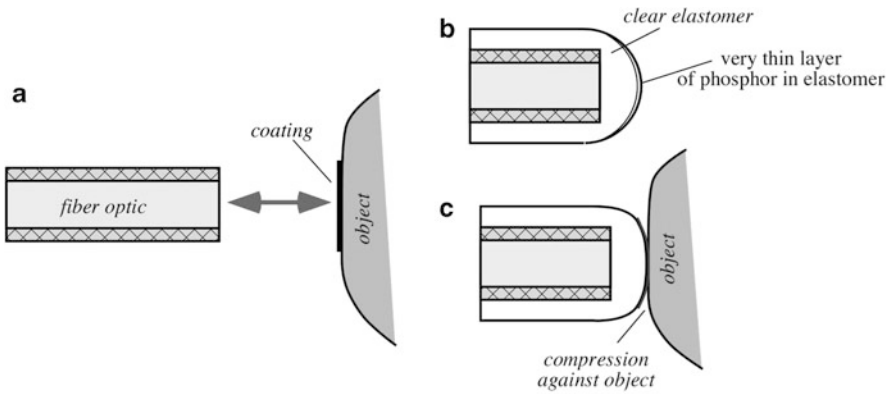 a
coating
fiber optic
object
b
clear elastomer
very thin layer
of phosphor in elastomer
c
object
compression
against object